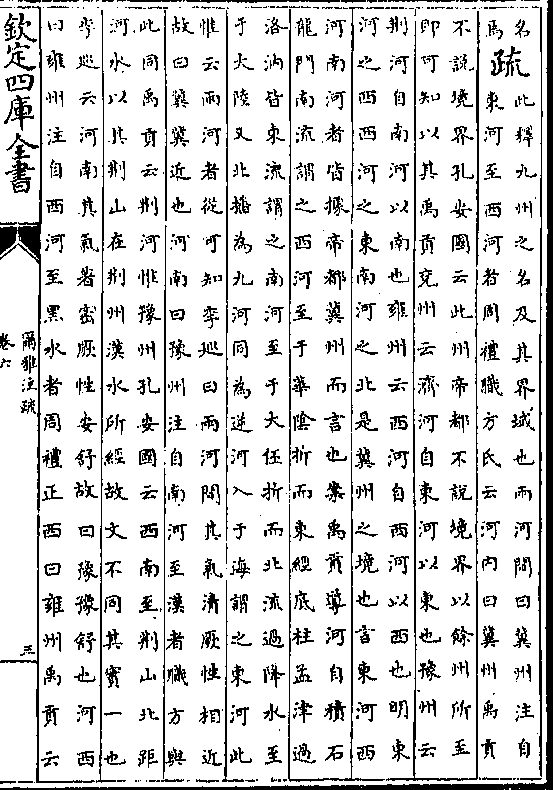 名此釋九州之名及其界域也兩河間曰冀州注自
焉疏東河至西河者周禮職方氏云河内曰冀州禹貢
不說境界孔安國云此州帝都不說境界以餘州所至
即可知以其禹貢兖州云濟河自東河以東也豫州云
荆河自南河以南也雍州云西河自西河以西也明東
河之西西河之東南河之北是冀州之境也言東河西
河南河者皆據帝都冀州而言也案禹貢導河自積石
龍門南流謂之西河至于華隂折而東經底柱孟津過
洛汭皆東流謂之南河至于大伾折而北流過降水至
于大陸又北播為九河同為逆河入于海謂之東河此
惟云兩河者從可知李廵曰兩河間其氣清厥性相近
故曰冀冀近也河南曰豫州注自南河至漢者職方與
此同禹貢云荆河惟豫州孔安國云西南至荆山北距
河水以其荆山在荆州漢水所經故文不同其實一也
李廵云河南其氣著密厥性安舒故曰豫豫舒也河西
曰雍州注自西河至黑水者周禮正西曰雍州禹貢云
欽定四庫全書
爾雅注疏
卷六
三